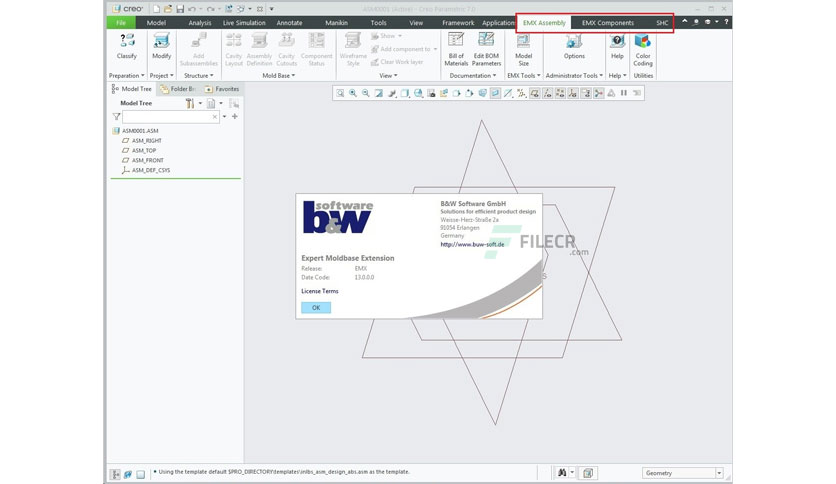 creo
ASM0001 (Active) - Creo Parametric 7.0
File Model Analysis Live Simulation Annotate Manikin Tools View Framework Applications EMX Assembly EMX Components SHC
Classify Modify Add Subassemblies Cavity Layout Assembly Definition Cavity Cutouts Component Status Wireframe Style Show Bill of Materials Edit BOM Parameters Model Size Options Help Color Coding
Add component to
Clear Work layer
Preparation Project Structure Mold Base View Documentation EMX Tools Administrator Tools Help Utilities
Model Tree Folder Br Favorites
Model Tree
ASM0001.ASM
ASM_RIGHT
ASM_TOP
ASM_FRONT
ASM_DEF_CSYS
software
b&w
B&W Software GmbH
Solutions for efficient product design
Weisse-Herz-Straße 2a
91054 Erlangen
Germany
http://www.buw-soft.de
FILECR
.com
Expert Moldbase Extension
Release: EMX
Date Code: 13.0.0.0
License Terms
OK
• Using the template default $PRO_DIRECTORY\templates\inlbs_asm_design_abs.asm as the template.
Geometry